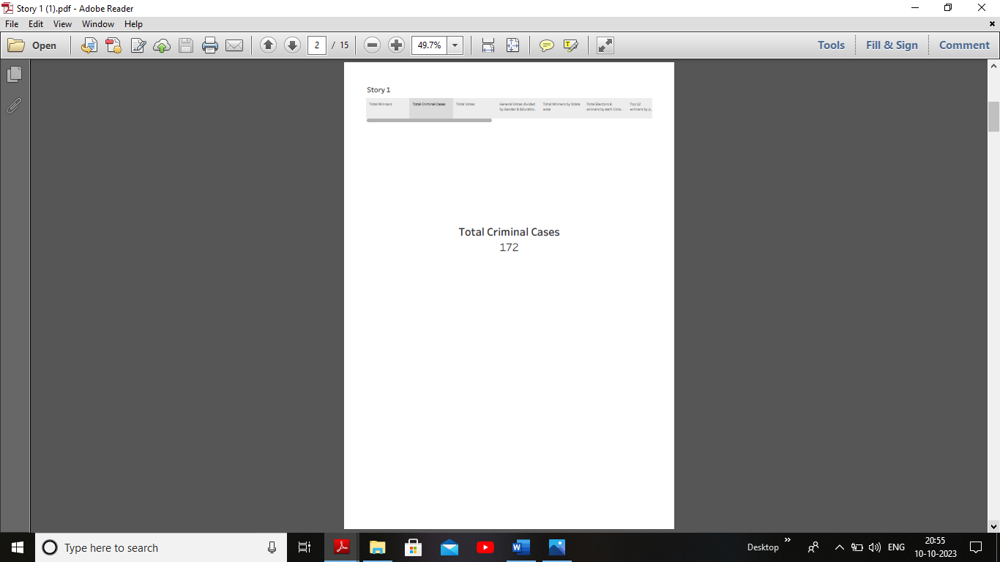 Story 1 (1).pdf - Adobe Reader
File Edit View Window Help
Open 2 / 15 49.7% Tools Fill & Sign Comment
Story 1
Total Winners Total Criminal Cases Total Votes General Votes divided by Gender & Educatio.. Total Winners by State wise Total Electors & winners by each Cons.. Top 12 winners by p..
Total Criminal Cases
172
Type here to search
Desktop
ENG
20:55
10-10-2023